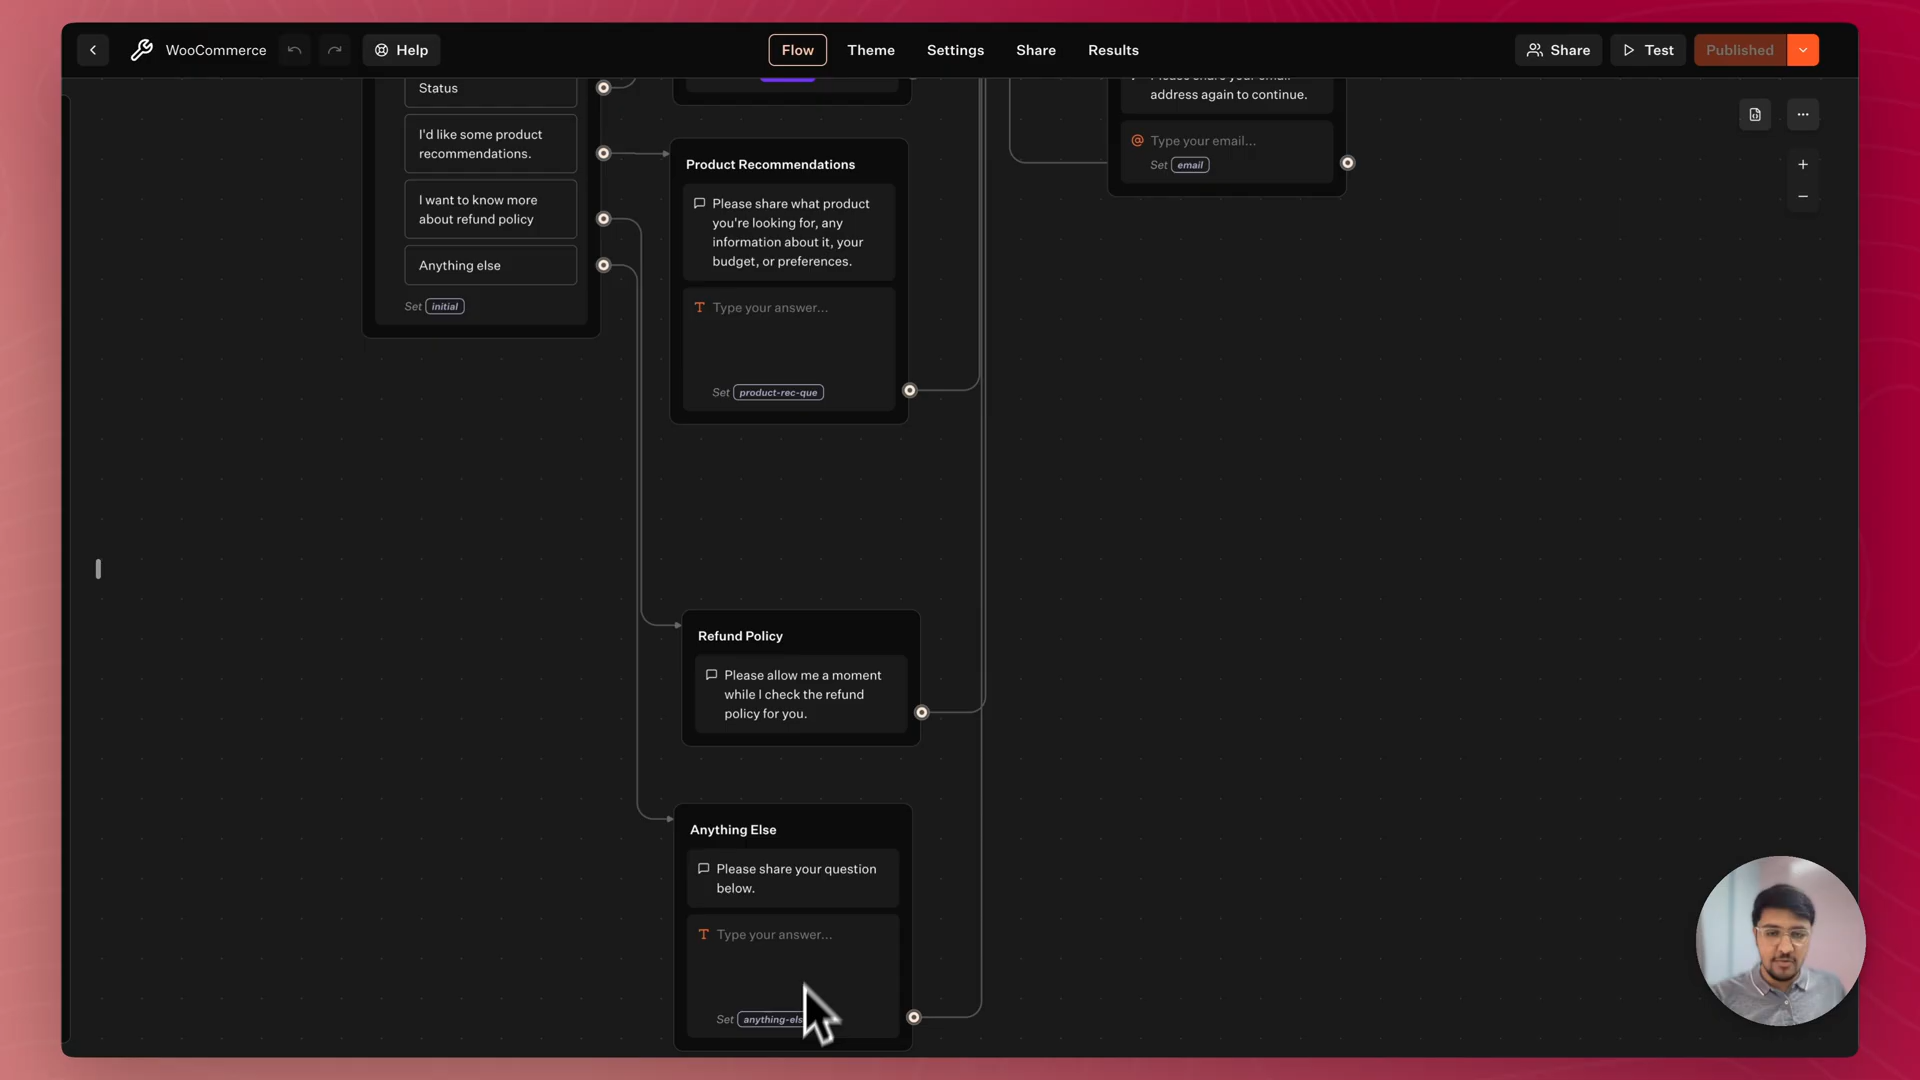 WooCommerce
Help
Flow
Theme
Settings
Share
Results
Share
Test
Published
Status
I'd like some product
recommendations.
I want to know more
about refund policy
Anything else
Set initial
Product Recommendations
Please share what product
you're looking for, any
information about it, your
budget, or preferences.
Type your answer...
Set product-rec-que
Please share your email
address again to continue.
@ Type your email...
Set email
Refund Policy
Please allow me a moment
while I check the refund
policy for you.
Anything Else
Please share your question
below.
Type your answer...
Set